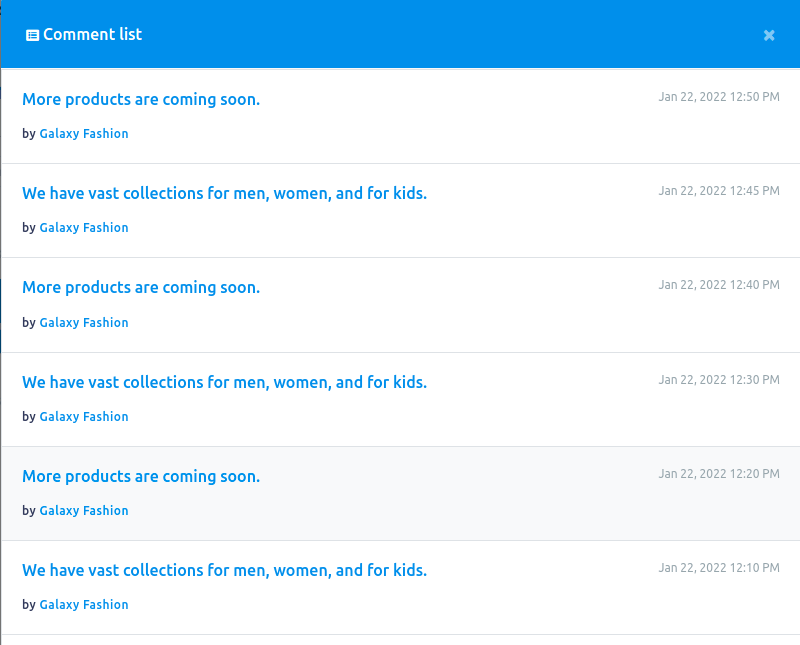 Comment list
More products are coming soon. Jan 22, 2022 12:50 PM
by Galaxy Fashion
We have vast collections for men, women, and for kids. Jan 22, 2022 12:45 PM
by Galaxy Fashion
More products are coming soon. Jan 22, 2022 12:40 PM
by Galaxy Fashion
We have vast collections for men, women, and for kids. Jan 22, 2022 12:30 PM
by Galaxy Fashion
More products are coming soon. Jan 22, 2022 12:20 PM
by Galaxy Fashion
We have vast collections for men, women, and for kids. Jan 22, 2022 12:10 PM
by Galaxy Fashion